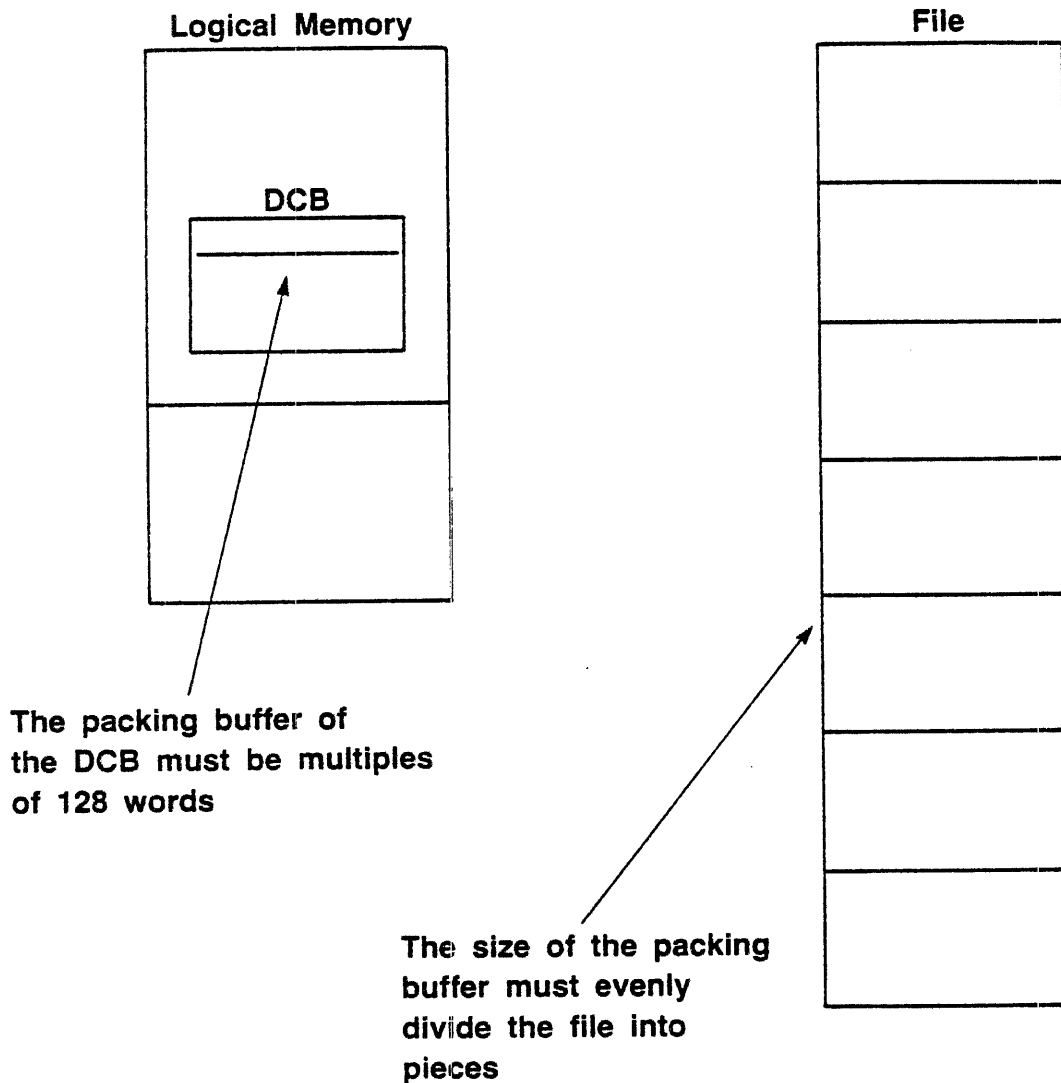 Logical Memory
File
DCB
The packing buffer of
the DCB must be multiples
of 128 words
The size of the packing
buffer must evenly
divide the file into
pieces